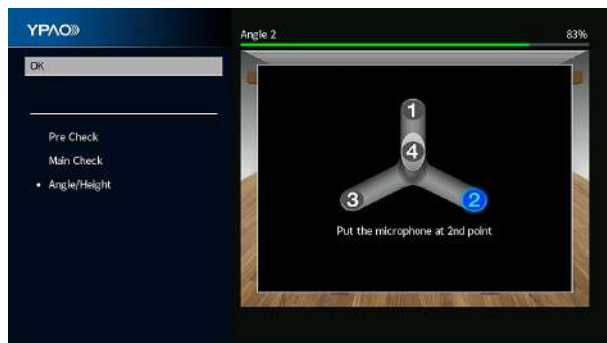 YPAO
OK
Pre Check
Main Check
• Angle/Height
Angle 2
83%
1
4
3
2
Put the microphone at 2nd point